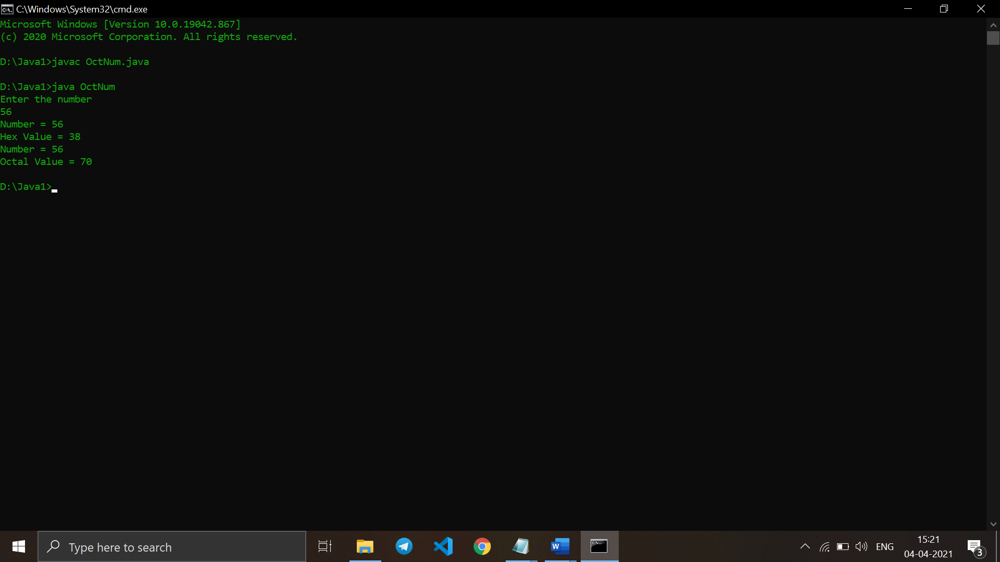 C:\Windows\System32\cmd.exe
Microsoft Windows [Version 10.0.19042.867]
(c) 2020 Microsoft Corporation. All rights reserved.
D:\Java1>javac OctNum.java
D:\Java1>java OctNum
Enter the number
56
Number = 56
Hex Value = 38
Number = 56
Octal Value = 70
D:\Java1>
Type here to search
ENG
15:21
04-04-2021
3